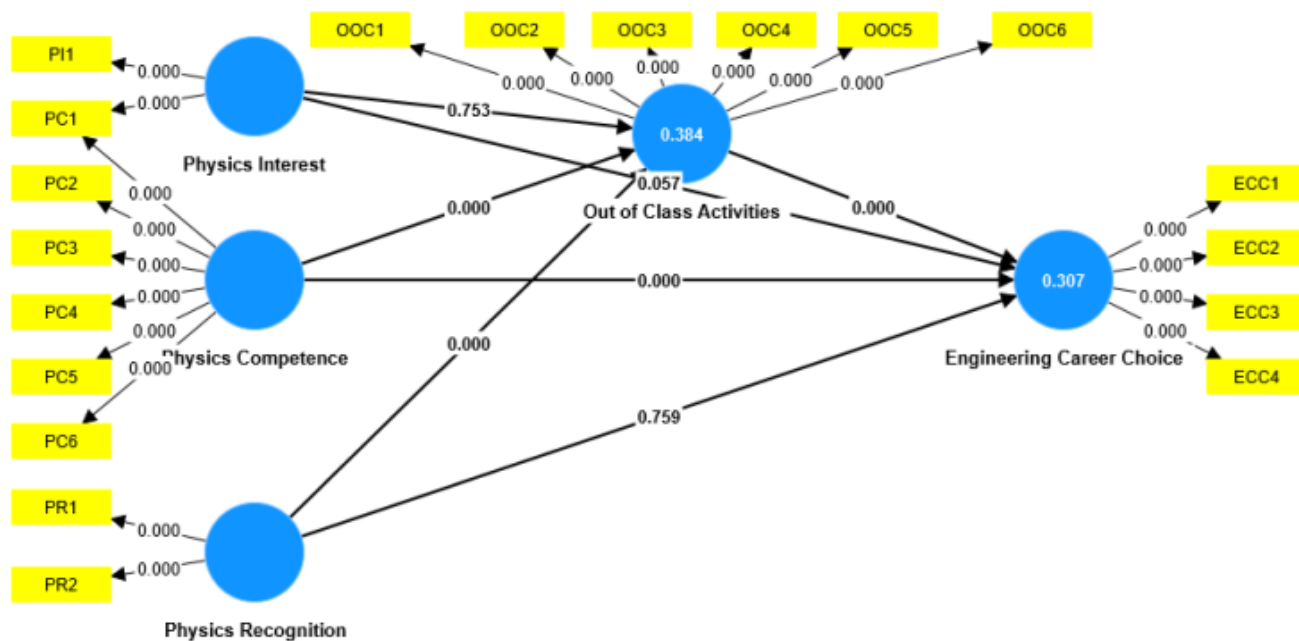 OOC1
OOC2
OOC3
OOC4
OOC5
OOC6
PI1
0.000
0.000
0.000
0.000
0.000
0.000
0.000
0.000
PC1
0.753
0.384
Physics Interest
PC2
0.000
0.057
Out of Class Activities
ECC1
0.000
0.000
0.000
0.000
PC3
0.000
ECC2
0.000
0.000
0.307
PC4
0.000
0.000
ECC3
0.000
0.000
0.000
Physics Competence
Engineering Career Choice
PC5
0.000
ECC4
0.759
PC6
PR1
0.000
0.000
PR2
Physics Recognition